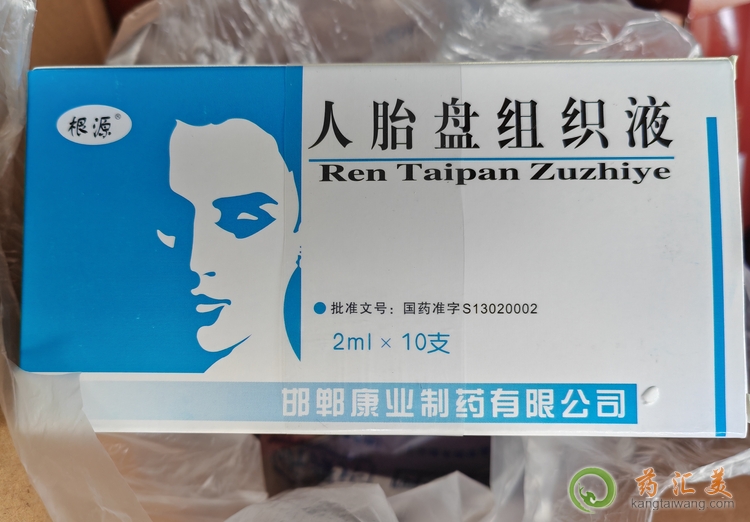 根源®
人胎盘组织液
Ren Taipan Zuzhiye
●批准文号：国药准字S13020002
2ml × 10支
邯郸康业制药有限公司
药汇美
kangtaiwang.com